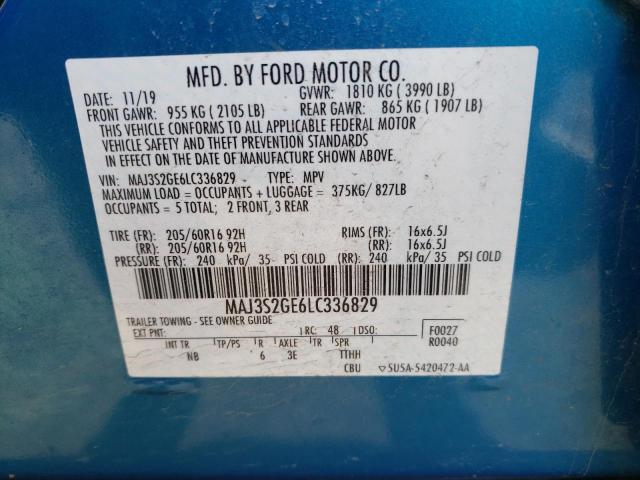 MFD. BY FORD MOTOR CO.
DATE: 11/19 GVWR: 1810 KG ( 3990 LB)
FRONT GAWR: 955 KG ( 2105 LB) REAR GAWR: 865 KG ( 1907 LB)
THIS VEHICLE CONFORMS TO ALL APPLICABLE FEDERAL MOTOR
VEHICLE SAFETY AND THEFT PREVENTION STANDARDS
IN EFFECT ON THE DATE OF MANUFACTURE SHOWN ABOVE.
VIN: MAJ3S2GE6LC336829 TYPE: MPV
MAXIMUM LOAD = OCCUPANTS + LUGGAGE = 375KG/ 827LB
OCCUPANTS = 5 TOTAL; 2 FRONT, 3 REAR
TIRE (FR): 205/60R16 92H RIMS (FR): 16x6.5J
(RR): 205/60R16 92H (RR): 16x6.5J
PRESSURE (FR): 240 kPa/ 35 PSI COLD (RR): 240 kPa/ 35 PSI COLD
MAJ3S2GE6LC336829
TRAILER TOWING - SEE OWNER GUIDE
EXT PNT: RC: 48 DSO: F0027
INT TR TP/PS R AXLE TR SPR R0040
NB 6 3E TTHH
CBU ▽ 5U5A-5420472-AA